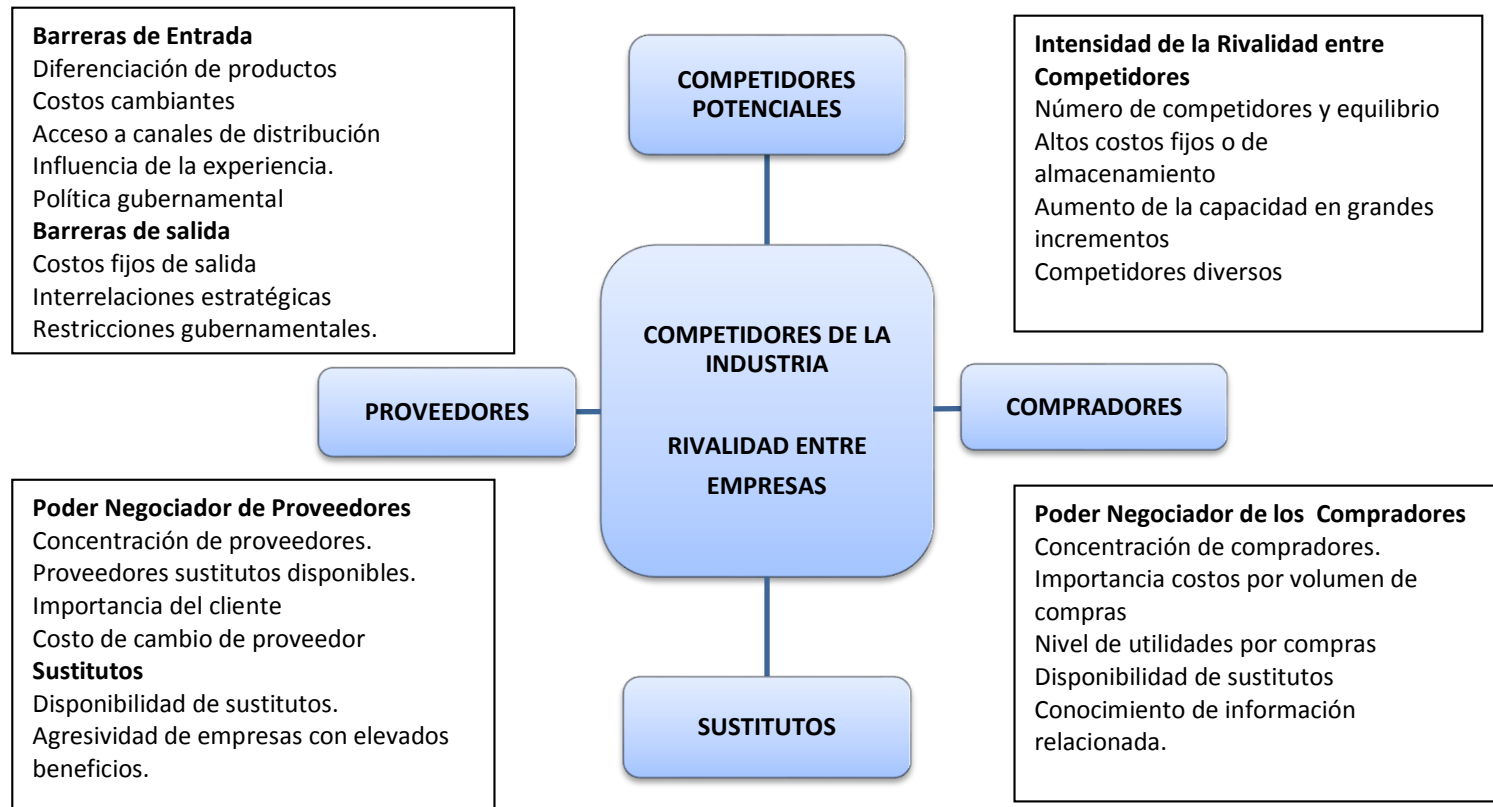 Barreras de Entrada
Diferenciación de productos
Costos cambiantes
Acceso a canales de distribución
Influencia de la experiencia.
Política gubernamental
Barreras de salida
Costos fijos de salida
Interrelaciones estratégicas
Restricciones gubernamentales.
COMPETIDORES
POTENCIALES
Intensidad de la Rivalidad entre
Competidores
Número de competidores y equilibrio
Altos costos fijos o de
almacenamiento
Aumento de la capacidad en grandes
incrementos
Competidores diversos
PROVEEDORES
COMPETIDORES DE LA
INDUSTRIA
RIVALIDAD ENTRE
EMPRESAS
COMPRADORES
Poder Negociador de Proveedores
Concentración de proveedores.
Proveedores sustitutos disponibles.
Importancia del cliente
Costo de cambio de proveedor
Sustitutos
Disponibilidad de sustitutos.
Agresividad de empresas con elevados
beneficios.
SUSTITUTOS
Poder Negociador de los  Compradores
Concentración de compradores.
Importancia costos por volumen de
compras
Nivel de utilidades por compras
Disponibilidad de sustitutos
Conocimiento de información
relacionada.